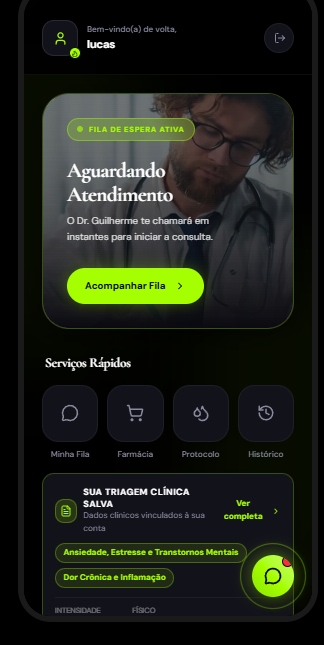 Bem-vindo(a) de volta,
lucas
FILA DE ESPERA ATIVA
Aguardando
Atendimento
O Dr. Guilherme te chamará em
instantes para iniciar a consulta.
Acompanhar Fila
Serviços Rápidos
Minha Fila
Farmácia
Protocolo
Histórico
SUA TRIAGEM CLÍNICA
SALVA
Dados clínicos vinculados à sua
conta
Ver
completa
Ansiedade, Estresse e Transtornos Mentais
Dor Crônica e Inflamação
INTENSIDADE
FÍSICO